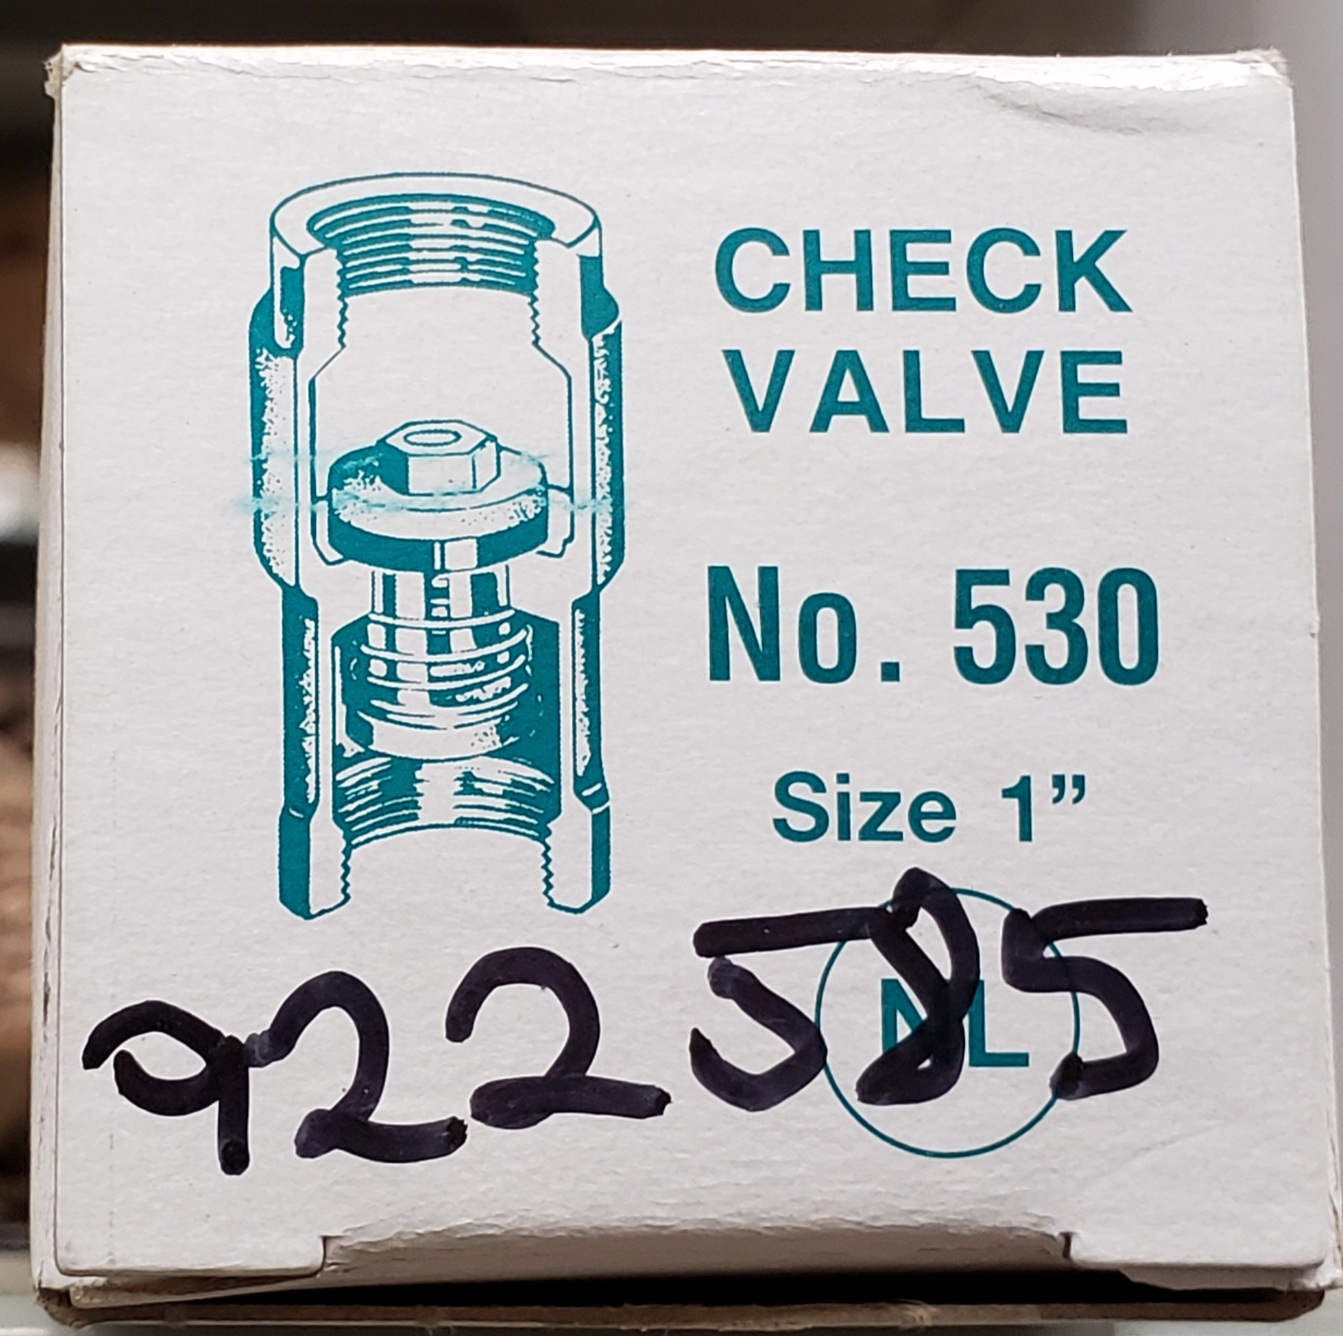 CHECK
VALVE
No. 530
Size 1”
NL
922585